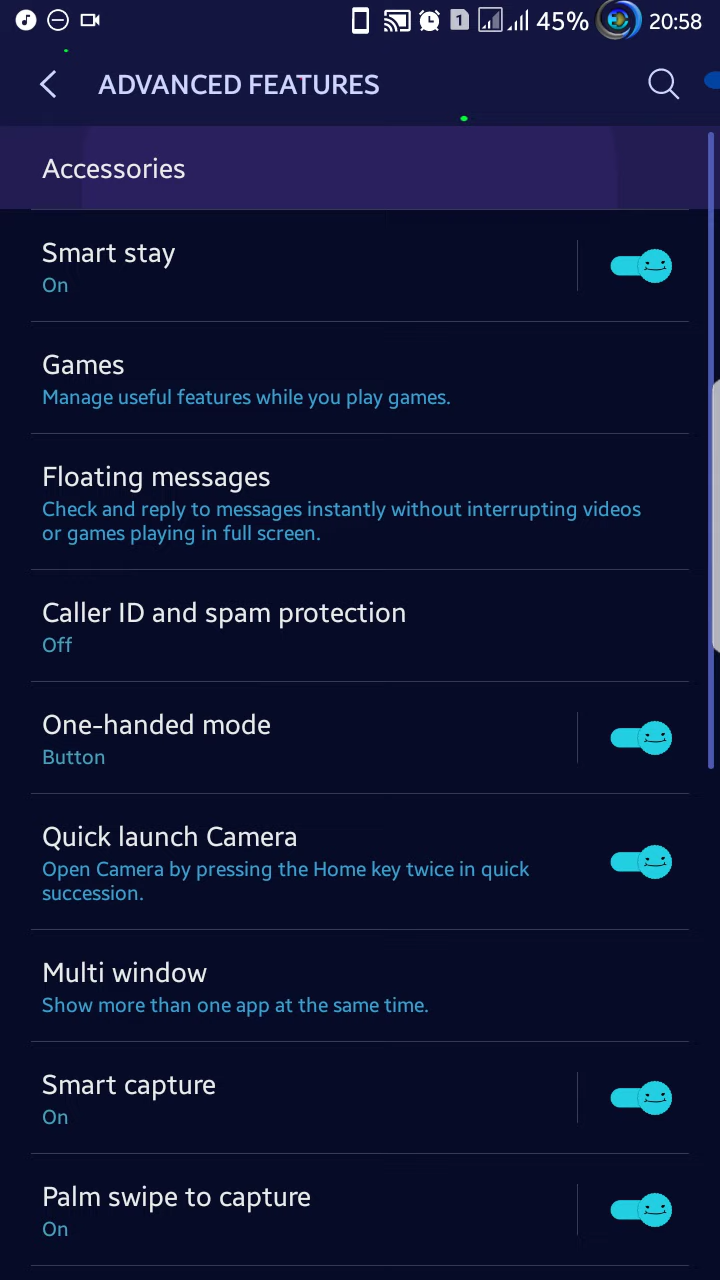 1 45% 20:58
ADVANCED FEATURES
Accessories
Smart stay
On
Games
Manage useful features while you play games.
Floating messages
Check and reply to messages instantly without interrupting videos
or games playing in full screen.
Caller ID and spam protection
Off
One-handed mode
Button
Quick launch Camera
Open Camera by pressing the Home key twice in quick
succession.
Multi window
Show more than one app at the same time.
Smart capture
On
Palm swipe to capture
On